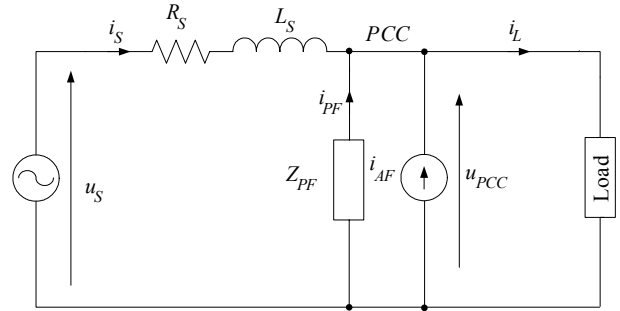 i_S
R_S
L_S
PCC
i_L
i_PF
u_S
Z_PF
i_AF
u_PCC
Load